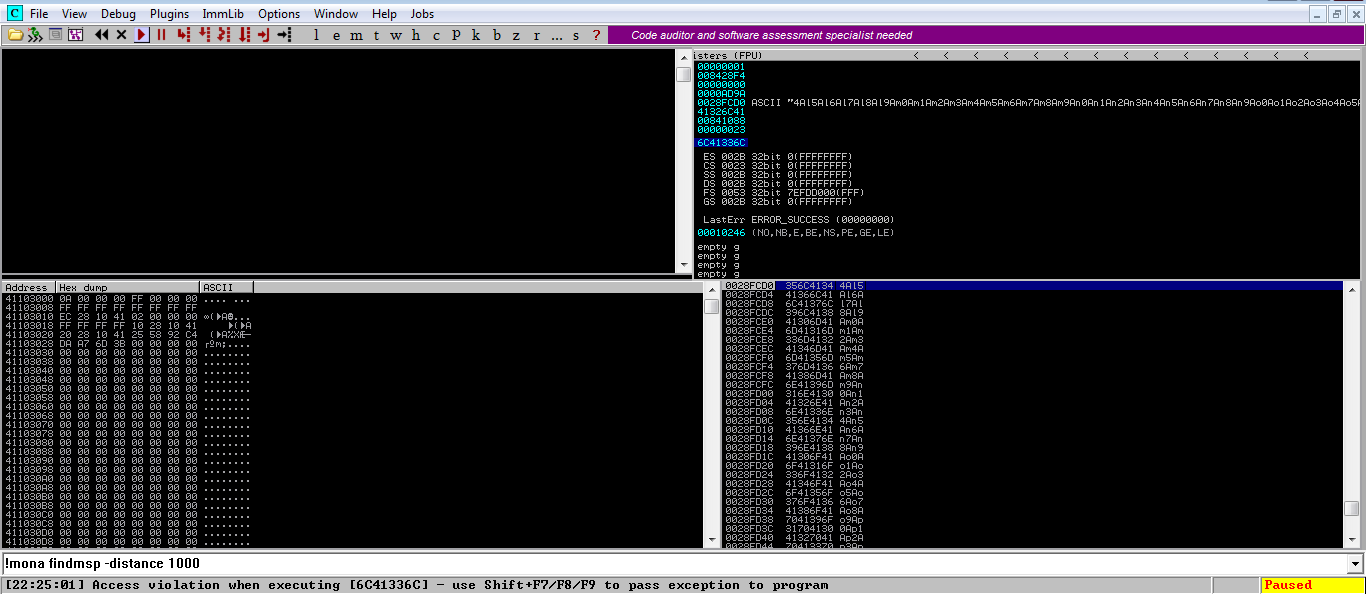 C File View Debug Plugins ImmLib Options Window Help Jobs
l e m t w h c P k b z r ... s ? Code auditor and software assessment specialist needed
isters (FPU) < < < < < < < < < < < < < <
00000001
008428F4
00000000
0000AD9A
0028FCD0 ASCII "4Al5Al6Al7Al8Al9Am0Am1Am2Am3Am4Am5Am6Am7Am8Am9An0An1An2An3An4An5An6An7An8An9Ao0Ao1Ao2Ao3Ao4Ao5A
41326C41
00841088
00000023
6C41336C
ES 002B 32bit 0(FFFFFFFF)
CS 0023 32bit 0(FFFFFFFF)
SS 002B 32bit 0(FFFFFFFF)
DS 002B 32bit 0(FFFFFFFF)
FS 0053 32bit 7EFDD000(FFF)
GS 002B 32bit 0(FFFFFFFF)
LastErr ERROR_SUCCESS (00000000)
00010246 (NO,NB,E,BE,NS,PE,GE,LE)
empty g
empty g
empty g
empty g
Address Hex dump ASCII
41103000 0A 00 00 00 FF 00 00 00 .... ...
41103008 FF FF FF FF FF FF FF FF
41103010 EC 28 10 41 02 00 00 00
41103018 FF FF FF FF 10 28 10 41
41103020 20 28 10 41 25 58 92 C4
41103028 DA A7 6D 3B 00 00 00 00
41103030 00 00 00 00 00 00 00 00 ........
41103038 00 00 00 00 00 00 00 00 ........
41103040 00 00 00 00 00 00 00 00 ........
41103048 00 00 00 00 00 00 00 00 ........
41103050 00 00 00 00 00 00 00 00 ........
41103058 00 00 00 00 00 00 00 00 ........
41103060 00 00 00 00 00 00 00 00 ........
41103068 00 00 00 00 00 00 00 00 ........
41103070 00 00 00 00 00 00 00 00 ........
41103078 00 00 00 00 00 00 00 00 ........
41103080 00 00 00 00 00 00 00 00 ........
41103088 00 00 00 00 00 00 00 00 ........
41103090 00 00 00 00 00 00 00 00 ........
41103098 00 00 00 00 00 00 00 00 ........
411030A0 00 00 00 00 00 00 00 00 ........
411030A8 00 00 00 00 00 00 00 00 ........
411030B0 00 00 00 00 00 00 00 00 ........
411030B8 00 00 00 00 00 00 00 00 ........
411030C0 00 00 00 00 00 00 00 00 ........
411030C8 00 00 00 00 00 00 00 00 ........
411030D0 00 00 00 00 00 00 00 00 ........
411030D8 00 00 00 00 00 00 00 00 ........
0028FCD0 356C4134 4Al5
0028FCD4 41366C41 Al6A
0028FCD8 6C41376C l7Al
0028FCDC 396C4138 8Al9
0028FCE0 41306D41 Am0A
0028FCE4 6D41316D m1Am
0028FCE8 336D4132 2Am3
0028FCEC 41346D41 Am4A
0028FCF0 6D41356D m5Am
0028FCF4 376D4136 6Am7
0028FCF8 41386D41 Am8A
0028FCFC 6E41396D m9An
0028FD00 316E4130 0An1
0028FD04 41326E41 An2A
0028FD08 6E41336E n3An
0028FD0C 356E4134 4An5
0028FD10 41366E41 An6A
0028FD14 6E41376E n7An
0028FD18 396E4138 8An9
0028FD1C 41306F41 Ao0A
0028FD20 6F41316F o1Ao
0028FD24 336F4132 2Ao3
0028FD28 41346F41 Ao4A
0028FD2C 6F41356F o5Ao
0028FD30 376F4136 6Ao7
0028FD34 41386F41 Ao8A
0028FD38 7041396F o9Ap
0028FD3C 31704130 0Ap1
0028FD40 41327041 Ap2A
0028FD44 70413370 p3Ap
!mona findmsp -distance 1000
[22:25:01] Access violation when executing [6C41336C] - use Shift+F7/F8/F9 to pass exception to program Paused